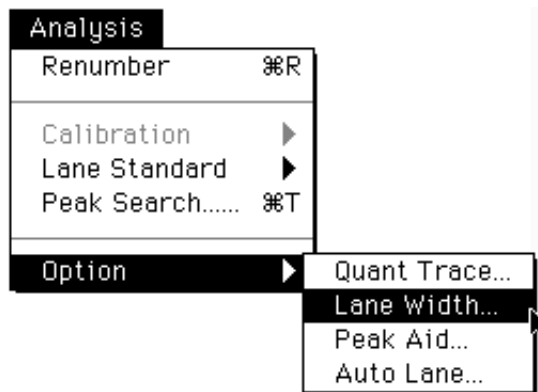 Analysis
Renumber ⌘R
Calibration
Lane Standard
Peak Search...... ⌘T
Option
Quant Trace...
Lane Width...
Peak Aid...
Auto Lane...